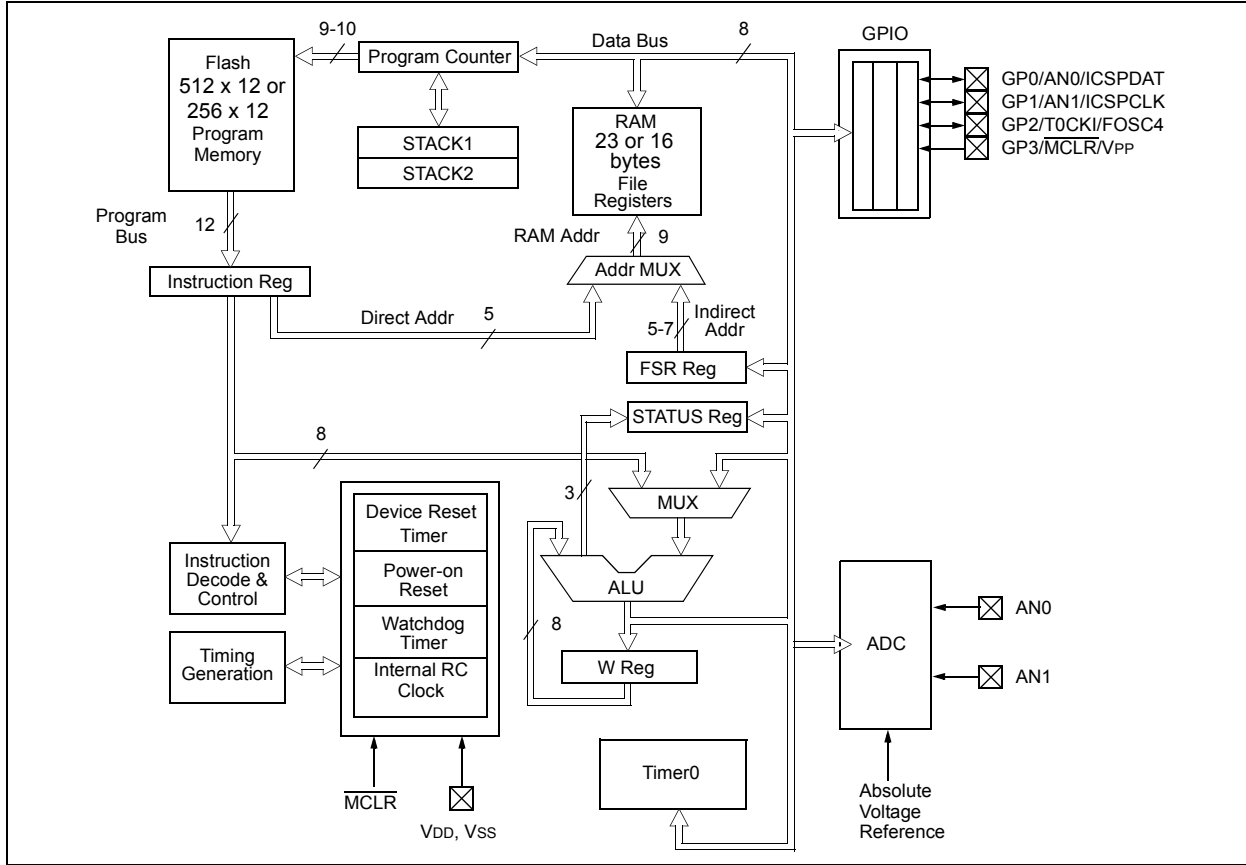 9-10
Data Bus
8
GPIO
Flash
512 x 12 or
256 x 12
Program
Memory
Program Counter
STACK1
STACK2
RAM
23 or 16
bytes
File
Registers
GP0/AN0/ICSPDAT
GP1/AN1/ICSPCLK
GP2/T0CKI/FOSC4
GP3/MCLR/VPP
Program
Bus
12
RAM Addr
9
Instruction Reg
Addr MUX
Direct Addr
5
5-7
Indirect
Addr
FSR Reg
STATUS Reg
8
3
MUX
Device Reset
Timer
Power-on
Reset
Watchdog
Timer
Internal RC
Clock
Instruction
Decode &
Control
Timing
Generation
ALU
8
W Reg
ADC
AN0
AN1
Timer0
MCLR
VDD, VSS
Absolute
Voltage
Reference